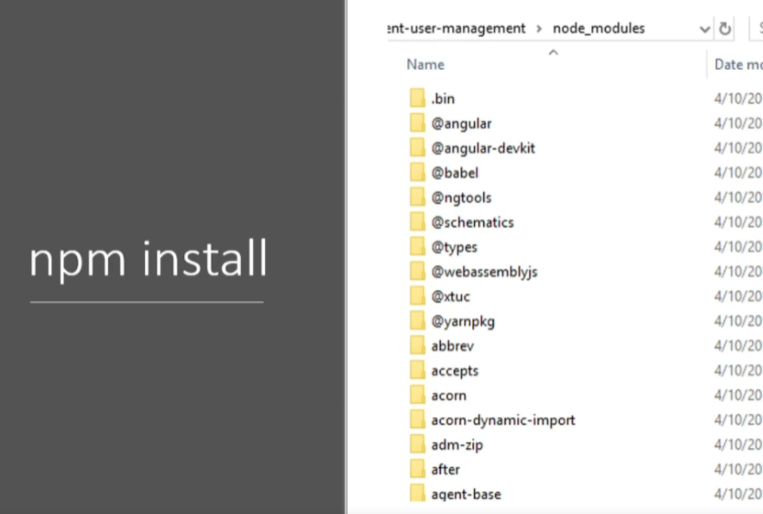 npm install
ent-user-management > node_modules
Name Date mo
.bin 4/10/20
@angular 4/10/20
@angular-devkit 4/10/20
@babel 4/10/20
@ngtools 4/10/20
@schematics 4/10/20
@types 4/10/20
@webassemblyjs 4/10/20
@xtuc 4/10/20
@yarnpkg 4/10/20
abbrev 4/10/20
accepts 4/10/20
acorn 4/10/20
acorn-dynamic-import 4/10/20
adm-zip 4/10/20
after 4/10/20
agent-base 4/10/20